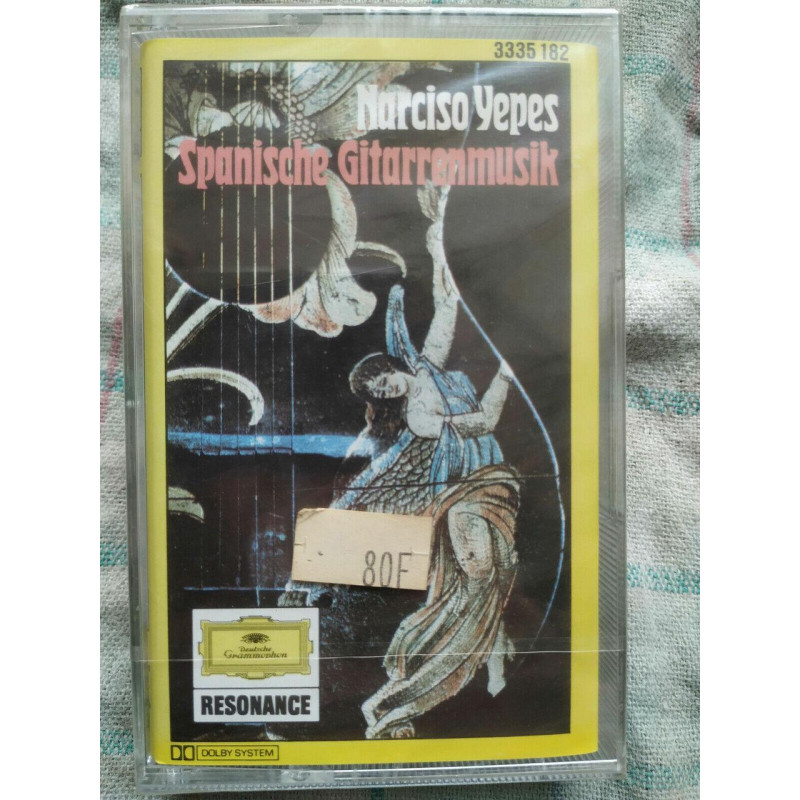 3335 182
Narciso Yepes
Spanische Gitarrenmusik
80F
Deutsche
Grammophon
RESONANCE
DOLBY SYSTEM